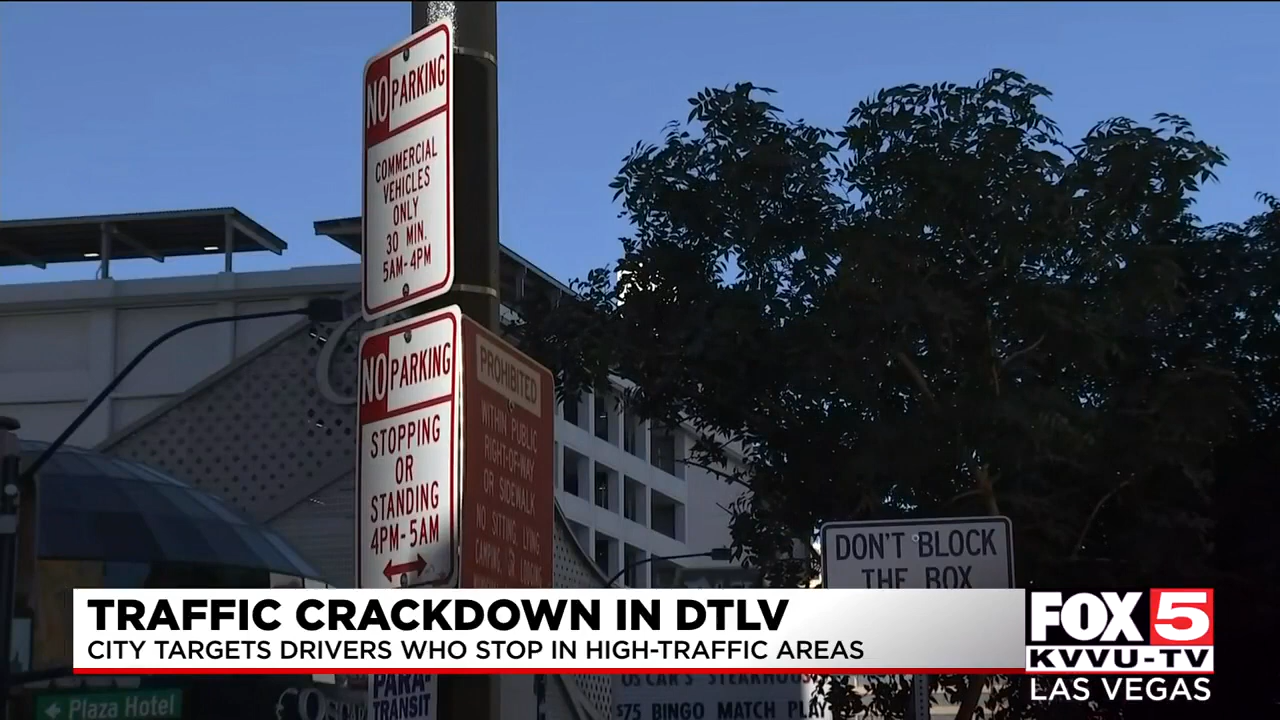 NO PARKING
COMMERCIAL
VEHICLES
ONLY
30 MIN.
5AM-4PM
NO PARKING
STOPPING
OR
STANDING
4PM-5AM
PROHIBITED
WITHIN PUBLIC
RIGHT-OF-WAY
OR SIDEWALK
NO SITTING, LYING
CAMPING OR LODGING
DON'T BLOCK
THE BOX
TRAFFIC CRACKDOWN IN DTLV
CITY TARGETS DRIVERS WHO STOP IN HIGH-TRAFFIC AREAS
FOX 5
KVVU-TV
LAS VEGAS
PARA-
TRANSIT
OSCAR'S STEAKHOUSE
$75 BINGO MATCH PLAY
Plaza Hotel